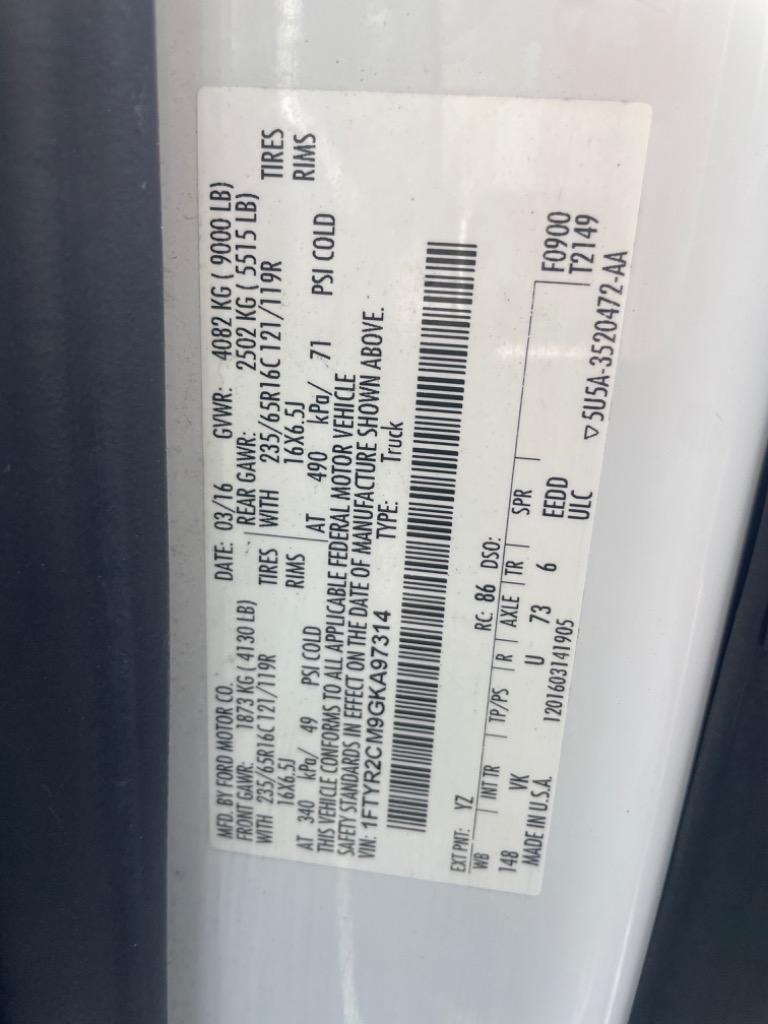 MFD. BY FORD MOTOR CO. DATE: 03/16 GVWR: 4082 KG ( 9000 LB)
FRONT GAWR: 1873 KG ( 4130 LB) REAR GAWR: 2502 KG ( 5515 LB)
WITH 235/65R16C 121/119R TIRES WITH 235/65R16C 121/119R TIRES
16X6.5J RIMS 16X6.5J RIMS
AT 340 kPa/ 49 PSI COLD AT 490 kPa/ 71 PSI COLD
THIS VEHICLE CONFORMS TO ALL APPLICABLE FEDERAL MOTOR VEHICLE
SAFETY STANDARDS IN EFFECT ON THE DATE OF MANUFACTURE SHOWN ABOVE.
VIN: 1FTYR2CM9GKA97314 TYPE: Truck
EXT PNT: YZ RC: 86 DSO:
WB INT TR TP/PS R AXLE TR SPR F0900
148 VK U 73 6 EEDD T2149
MADE IN U.S.A. 1201603141905 ULC
▽5U5A-3520472-AA